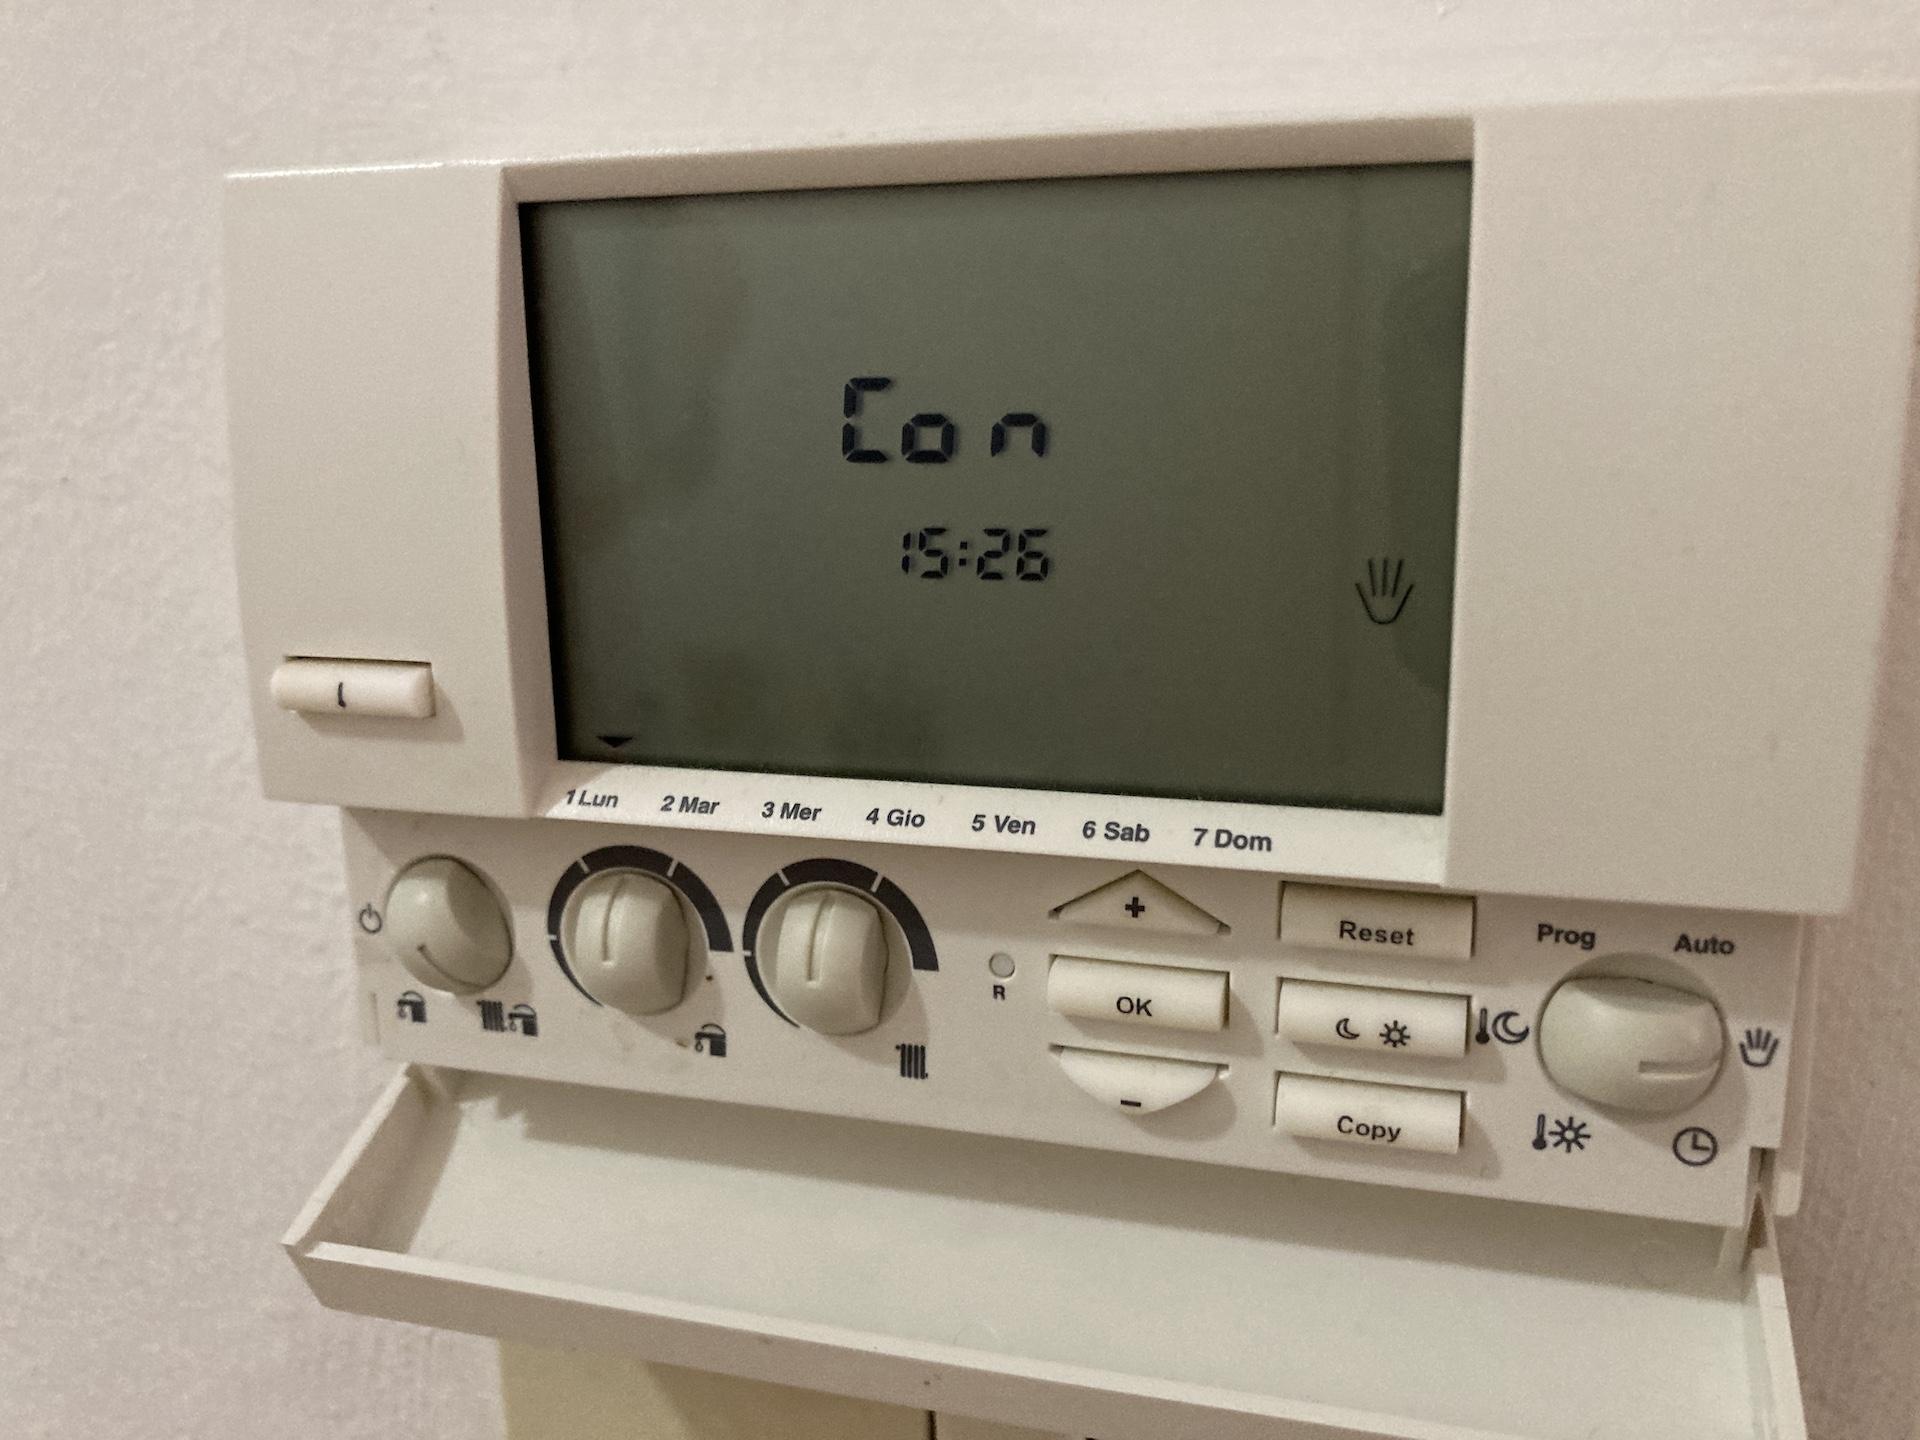 Con
15:26
1 Lun 2 Mar 3 Mer 4 Gio 5 Ven 6 Sab 7 Dom
+
Reset
Prog Auto
R
OK
-
Copy